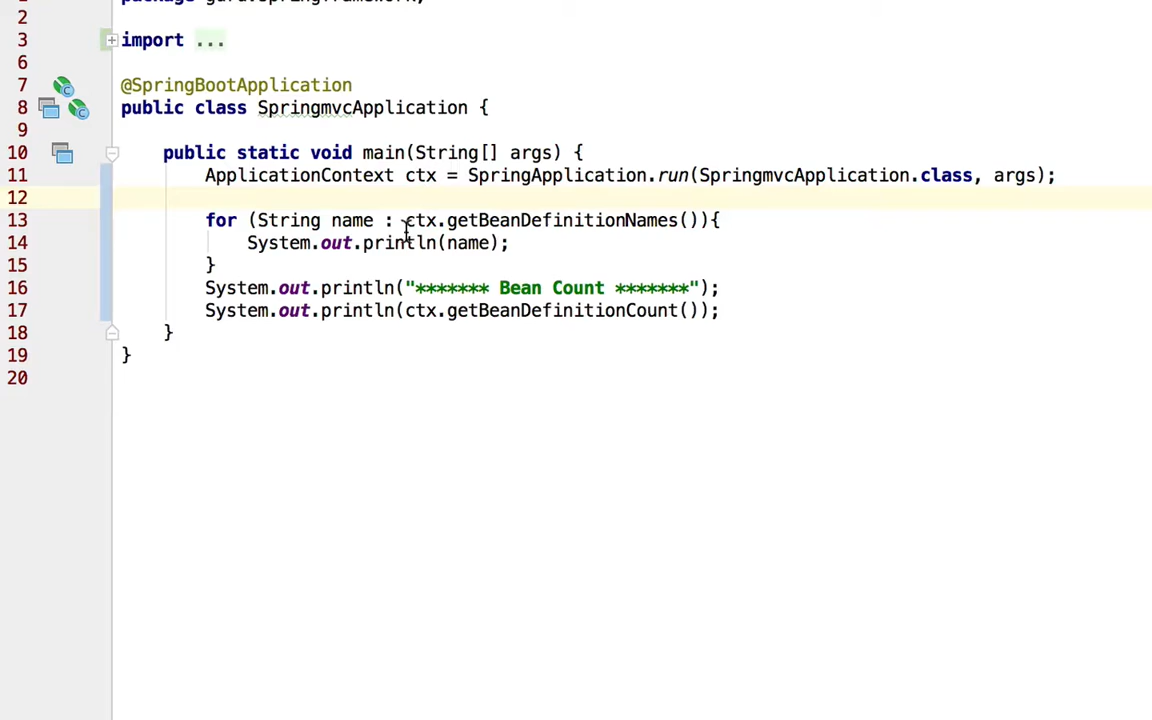 2
3 import ...
6
7 @SpringBootApplication
8 public class SpringmvcApplication {
9
10 public static void main(String[] args) {
11 ApplicationContext ctx = SpringApplication.run(SpringmvcApplication.class, args);
12
13 for (String name : ctx.getBeanDefinitionNames()){
14 System.out.println(name);
15 }
16 System.out.println("******* Bean Count *******");
17 System.out.println(ctx.getBeanDefinitionCount());
18 }
19 }
20